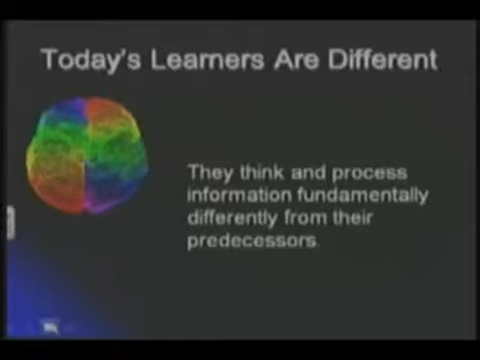 Today's Learners Are Different
They think and process
information fundamentally
differently from their
predecessors.